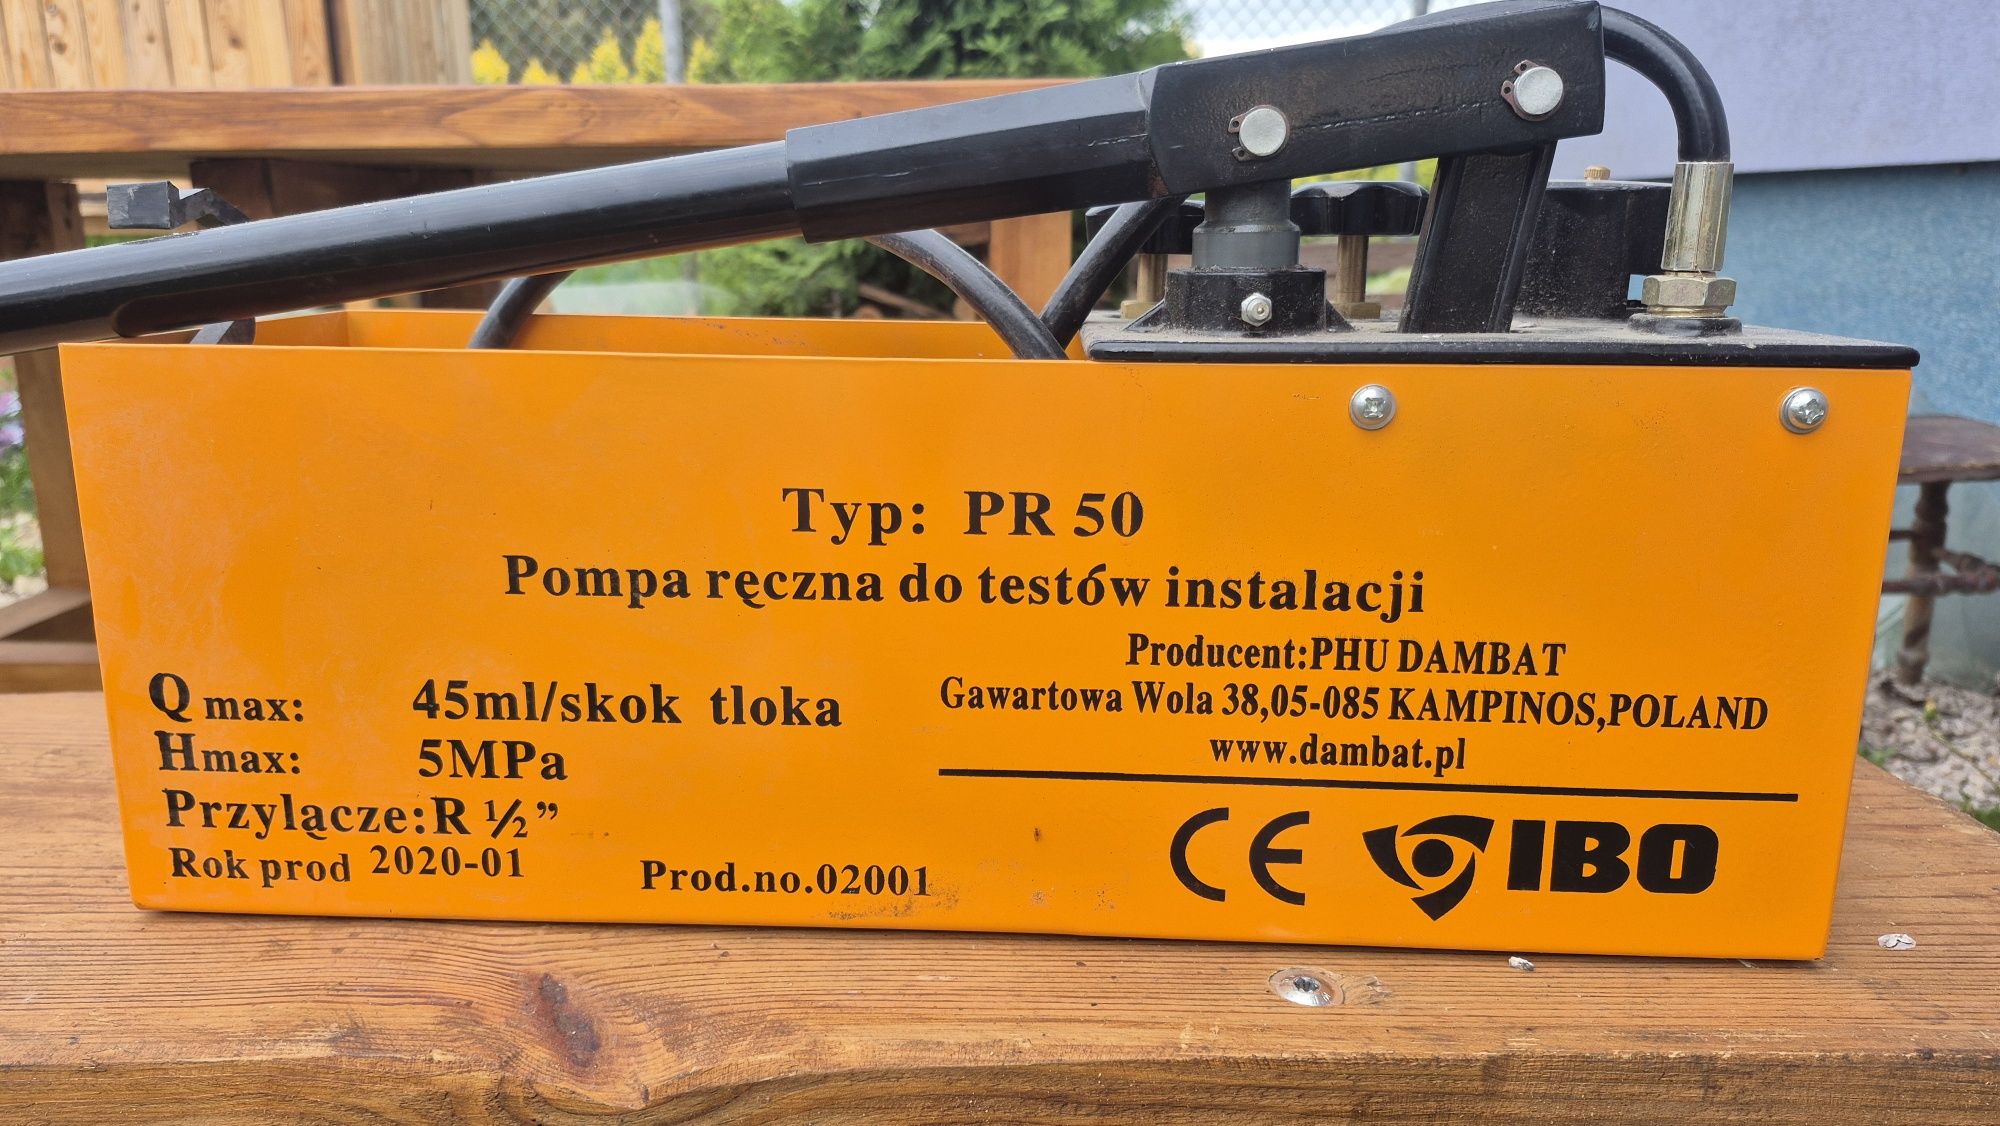 Typ: PR 50
Pompa ręczna do testów instalacji
Producent:PHU DAMBAT
Gawartowa Wola 38,05-085 KAMPINOS,POLAND
www.dambat.pl
Q max: 45ml/skok tloka
Hmax: 5MPa
Przylącze:R ½”
Rok prod 2020-01
Prod.no.02001
CE IBO